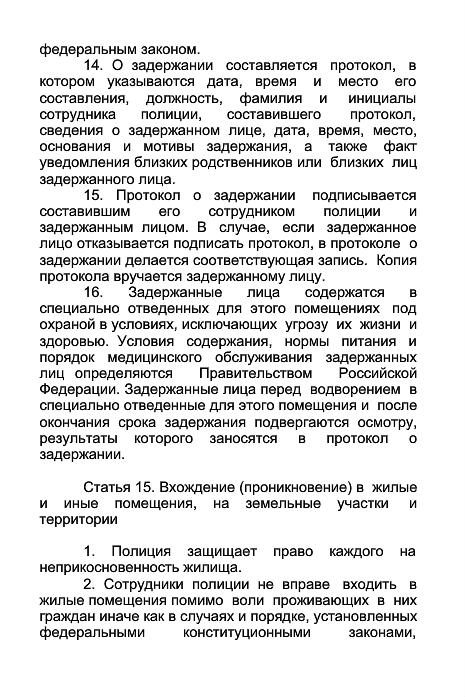 федеральным законом.
14. О задержании составляется протокол, в
котором указываются дата, время и место его
составления, должность, фамилия и инициалы
сотрудника полиции, составившего протокол,
сведения о задержанном лице, дата, время, место,
основания и мотивы задержания, а также факт
уведомления близких родственников или близких лиц
задержанного лица.
15. Протокол о задержании подписывается
составившим его сотрудником полиции и
задержанным лицом. В случае, если задержанное
лицо отказывается подписать протокол, в протоколе о
задержании делается соответствующая запись. Копия
протокола вручается задержанному лицу.
16. Задержанные лица содержатся в
специально отведенных для этого помещениях под
охраной в условиях, исключающих угрозу их жизни и
здоровью. Условия содержания, нормы питания и
порядок медицинского обслуживания задержанных
лиц определяются Правительством Российской
Федерации. Задержанные лица перед водворением в
специально отведенные для этого помещения и после
окончания срока задержания подвергаются осмотру,
результаты которого заносятся в протокол о
задержании.
Статья 15. Вхождение (проникновение) в жилые
и иные помещения, на земельные участки и
территории
1. Полиция защищает право каждого на
неприкосновенность жилища.
2. Сотрудники полиции не вправе входить в
жилые помещения помимо воли проживающих в них
граждан иначе как в случаях и порядке, установленных
федеральными конституционными законами,